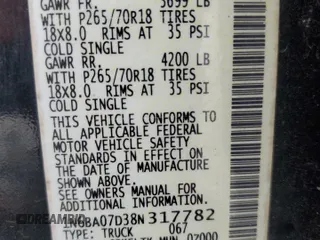 GAWR FR. 3699 LB
WITH P265/70R18 TIRES
18X8.0 RIMS AT 35 PSI
COLD SINGLE
GAWR RR. 4200 LB
WITH P265/70R18 TIRES
18X8.0 RIMS AT 35 PSI
COLD SINGLE
THIS VEHICLE CONFORMS TO
ALL APPLICABLE FEDERAL
MOTOR VEHICLE SAFETY
STANDARDS IN EFFECT ON
THE DATE OF MANUFACTURE
SHOWN ABOVE
SEE OWNERS MANUAL FOR
ADDITIONAL INFORMATION
1N6BA07D38N317782
TYPE: TRUCK 067